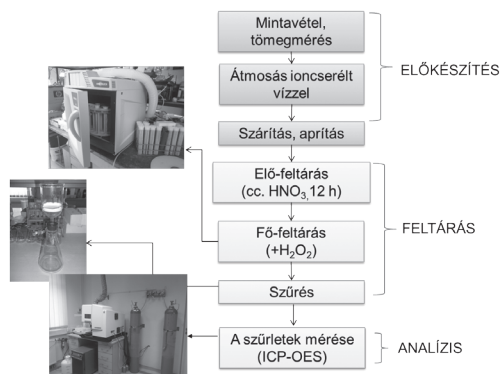 Mintavétel,
tömegmérés
Átmosás ioncserélt
vízzel
ELŐKÉSZÍTÉS
Szárítás, aprítás
Elő-feltárás
(cc. HNO3, 12 h)
Fő-feltárás
(+H2O2)
FELTÁRÁS
Szűrés
A szűrletek mérése
(ICP-OES)
ANALÍZIS